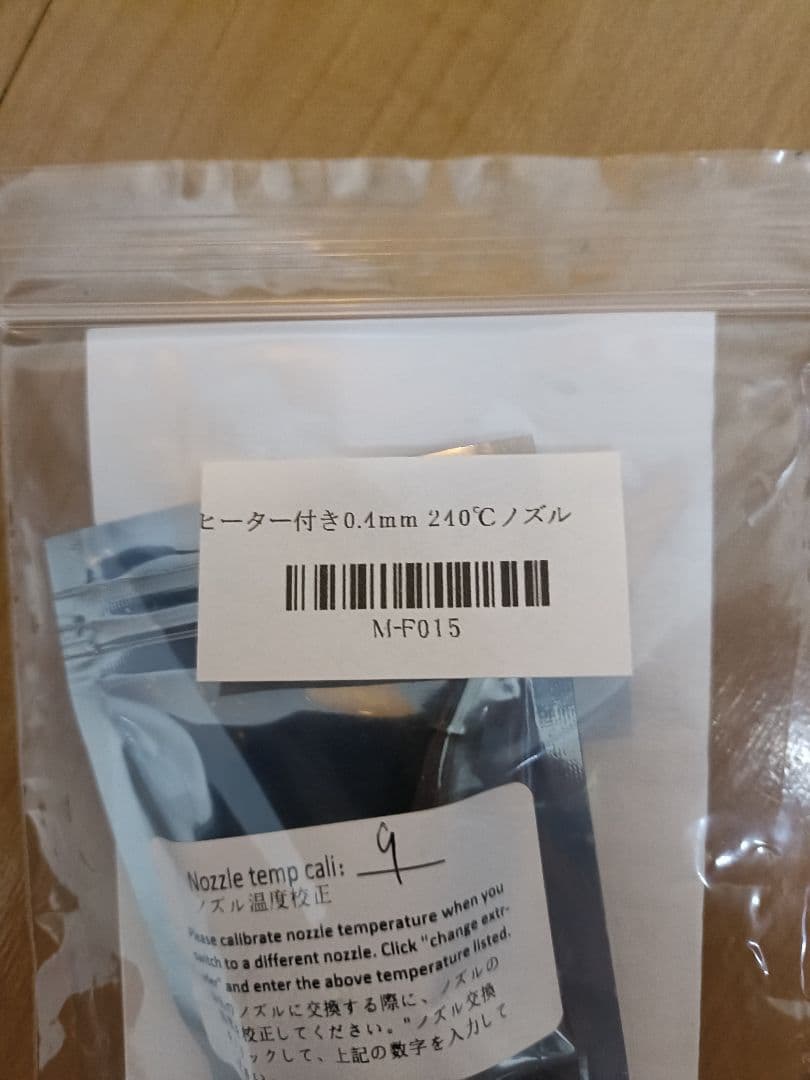 ヒーター付き0.4mm 240℃ノズル
M-F015
Nozzle temp cali: 9
ノズル温度校正
Please calibrate nozzle temperature when you
switch to a different nozzle. Click "change extr-
and enter the above temperature listed.
ノズルに交換する際に、ノズルの
校正してください。"ノズル交換
ックして、上記の数字を入力して